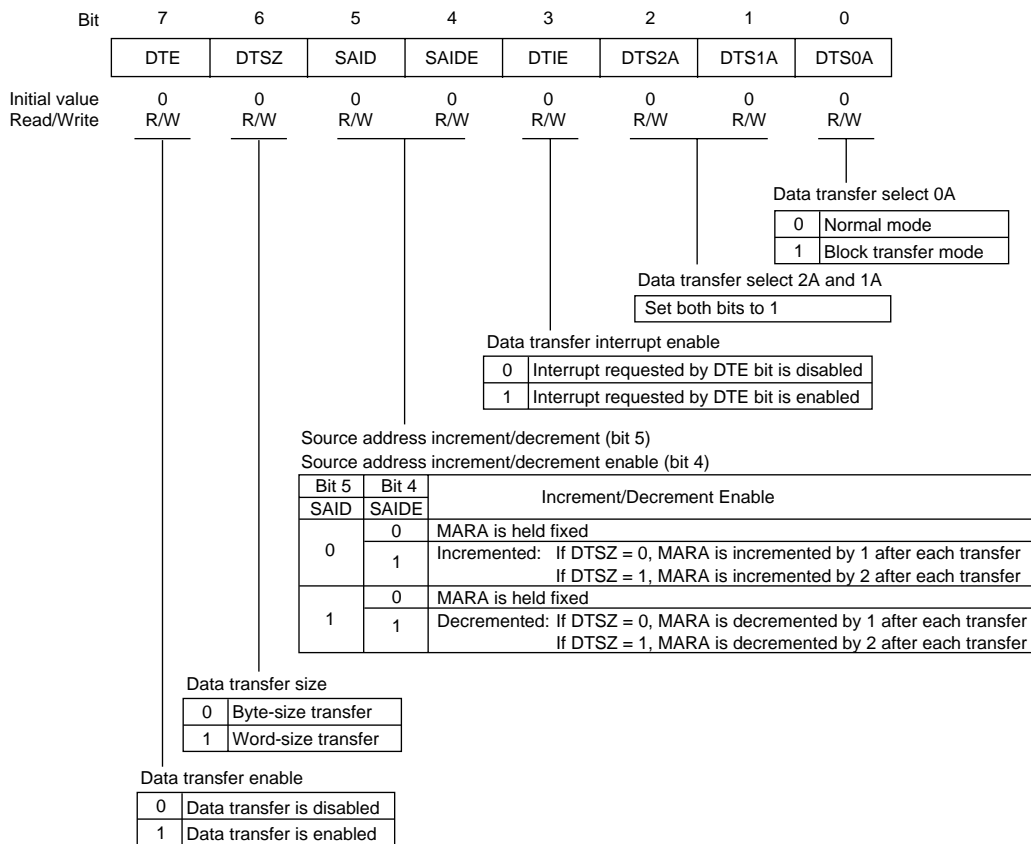 Bit 7 6 5 4 3 2 1 0
DTE DTSZ SAID SAIDE DTIE DTS2A DTS1A DTS0A
Initial value 0 0 0 0 0 0 0 0
Read/Write R/W R/W R/W R/W R/W R/W R/W R/W
Data transfer select 0A
0 Normal mode
1 Block transfer mode
Data transfer select 2A and 1A
Set both bits to 1
Data transfer interrupt enable
0 Interrupt requested by DTE bit is disabled
1 Interrupt requested by DTE bit is enabled
Source address increment/decrement (bit 5)
Source address increment/decrement enable (bit 4)
Bit 5 Bit 4 Increment/Decrement Enable
SAID SAIDE
0 0 MARA is held fixed
1 Incremented: If DTSZ = 0, MARA is incremented by 1 after each transfer
If DTSZ = 1, MARA is incremented by 2 after each transfer
1 0 MARA is held fixed
1 Decremented: If DTSZ = 0, MARA is decremented by 1 after each transfer
If DTSZ = 1, MARA is decremented by 2 after each transfer
Data transfer size
0 Byte-size transfer
1 Word-size transfer
Data transfer enable
0 Data transfer is disabled
1 Data transfer is enabled